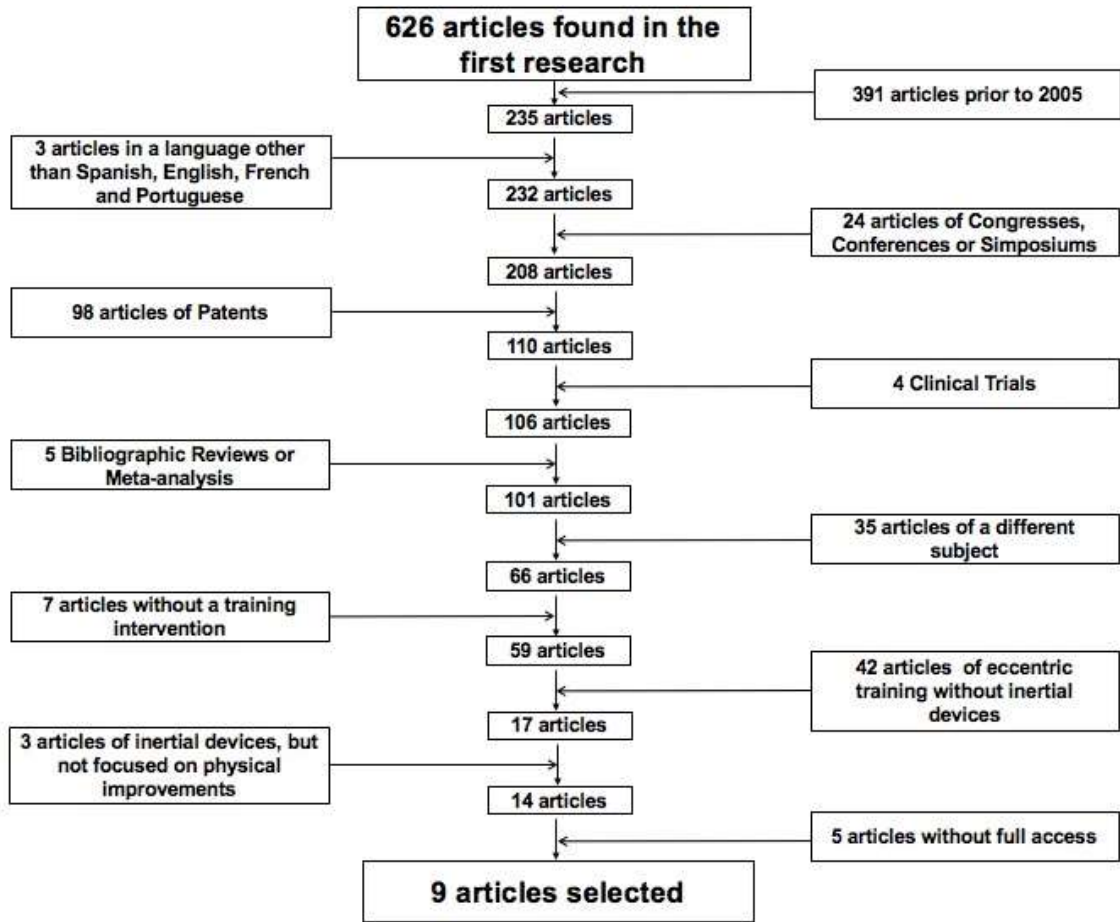 626 articles found in the
first research
391 articles prior to 2005
235 articles
3 articles in a language other
than Spanish, English, French
and Portuguese
232 articles
24 articles of Congresses,
Conferences or Simposiums
208 articles
98 articles of Patents
110 articles
4 Clinical Trials
106 articles
5 Bibliographic Reviews or
Meta-analysis
101 articles
35 articles of a different
subject
66 articles
7 articles without a training
intervention
59 articles
42 articles of eccentric
training without inertial
devices
17 articles
3 articles of inertial devices, but
not focused on physical
improvements
14 articles
5 articles without full access
9 articles selected